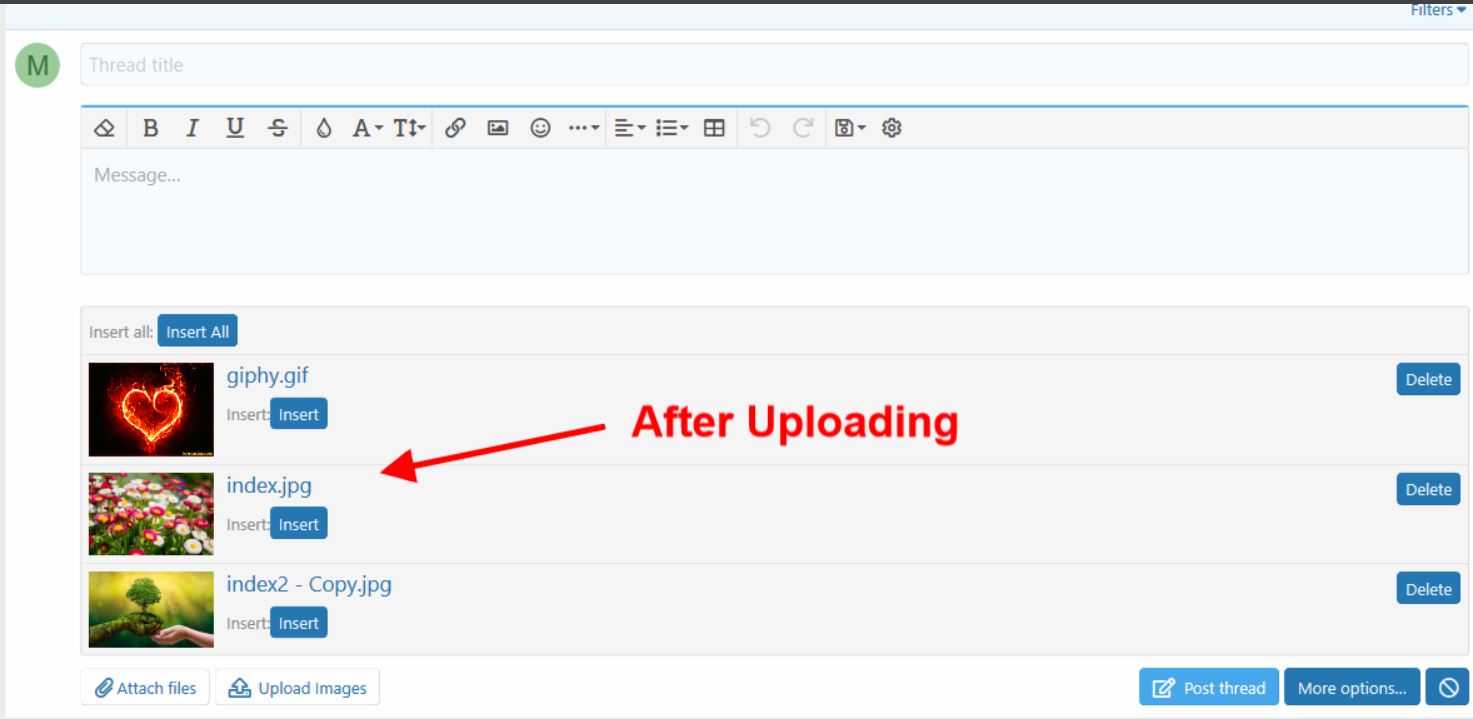 Filters
M
Thread title
B I U S A T
Message...
Insert all: Insert All
giphy.gif
Delete
Insert: Insert
After Uploading
index.jpg
Delete
Insert: Insert
index2 - Copy.jpg
Delete
Insert: Insert
Attach files Upload Images Post thread More options...